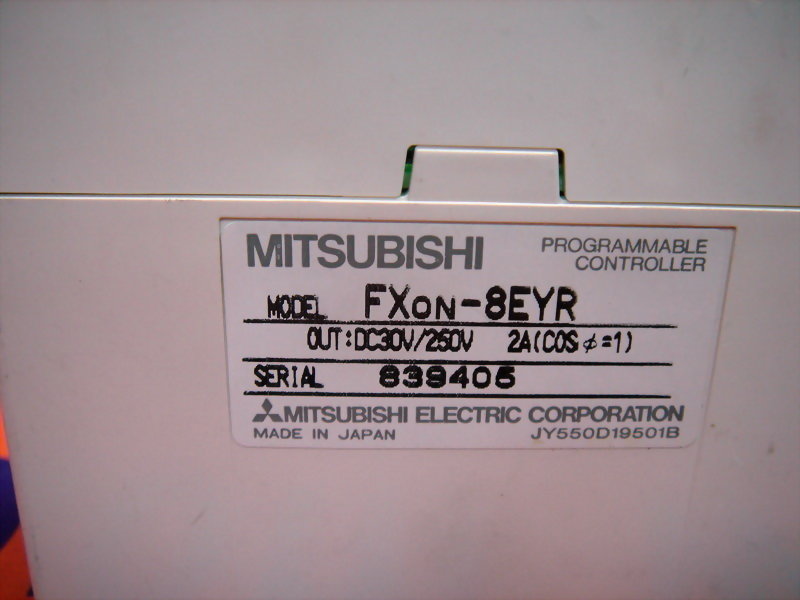 MITSUBISHI
PROGRAMMABLE
CONTROLLER
MODEL FXON-8EYR
OUT:DC30V/250V 2A(COS φ=1)
SERIAL 839405
MITSUBISHI ELECTRIC CORPORATION
MADE IN JAPAN JY550D19501B